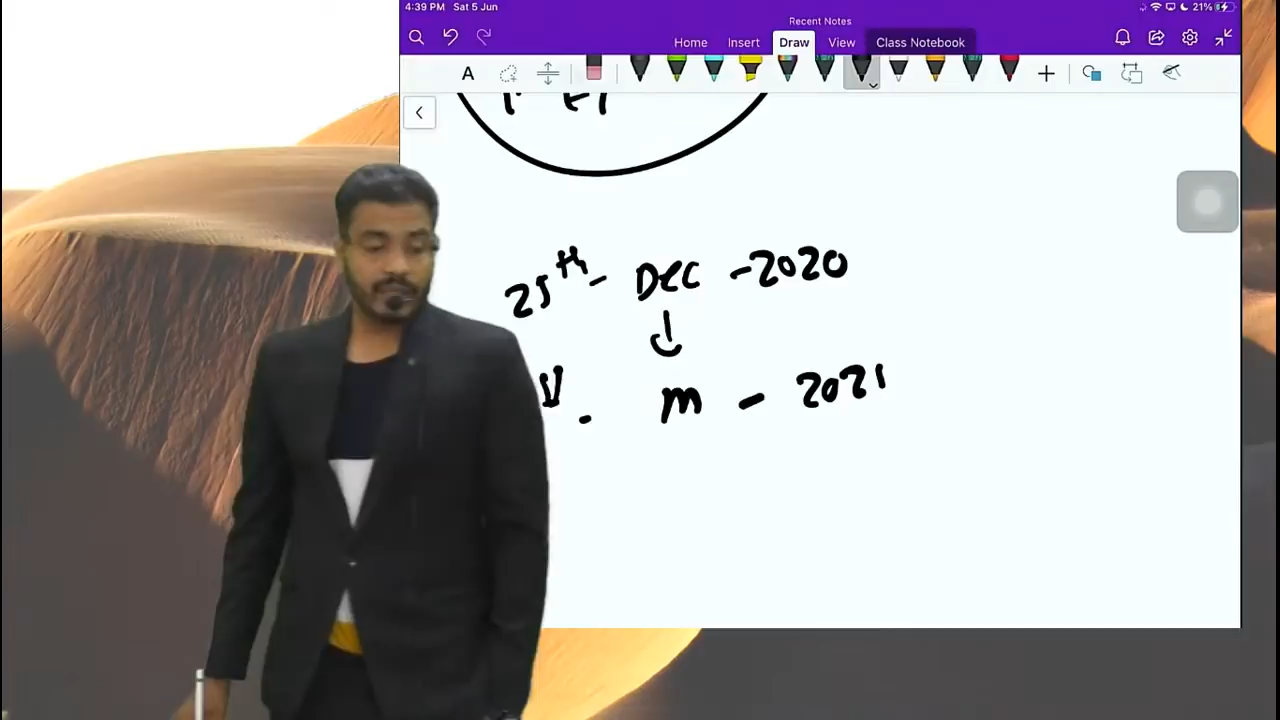 4:39 PM Sat 5 Jun
21%
Recent Notes
Home Insert Draw View Class Notebook
A
25th - Dec - 2020
m - 2021